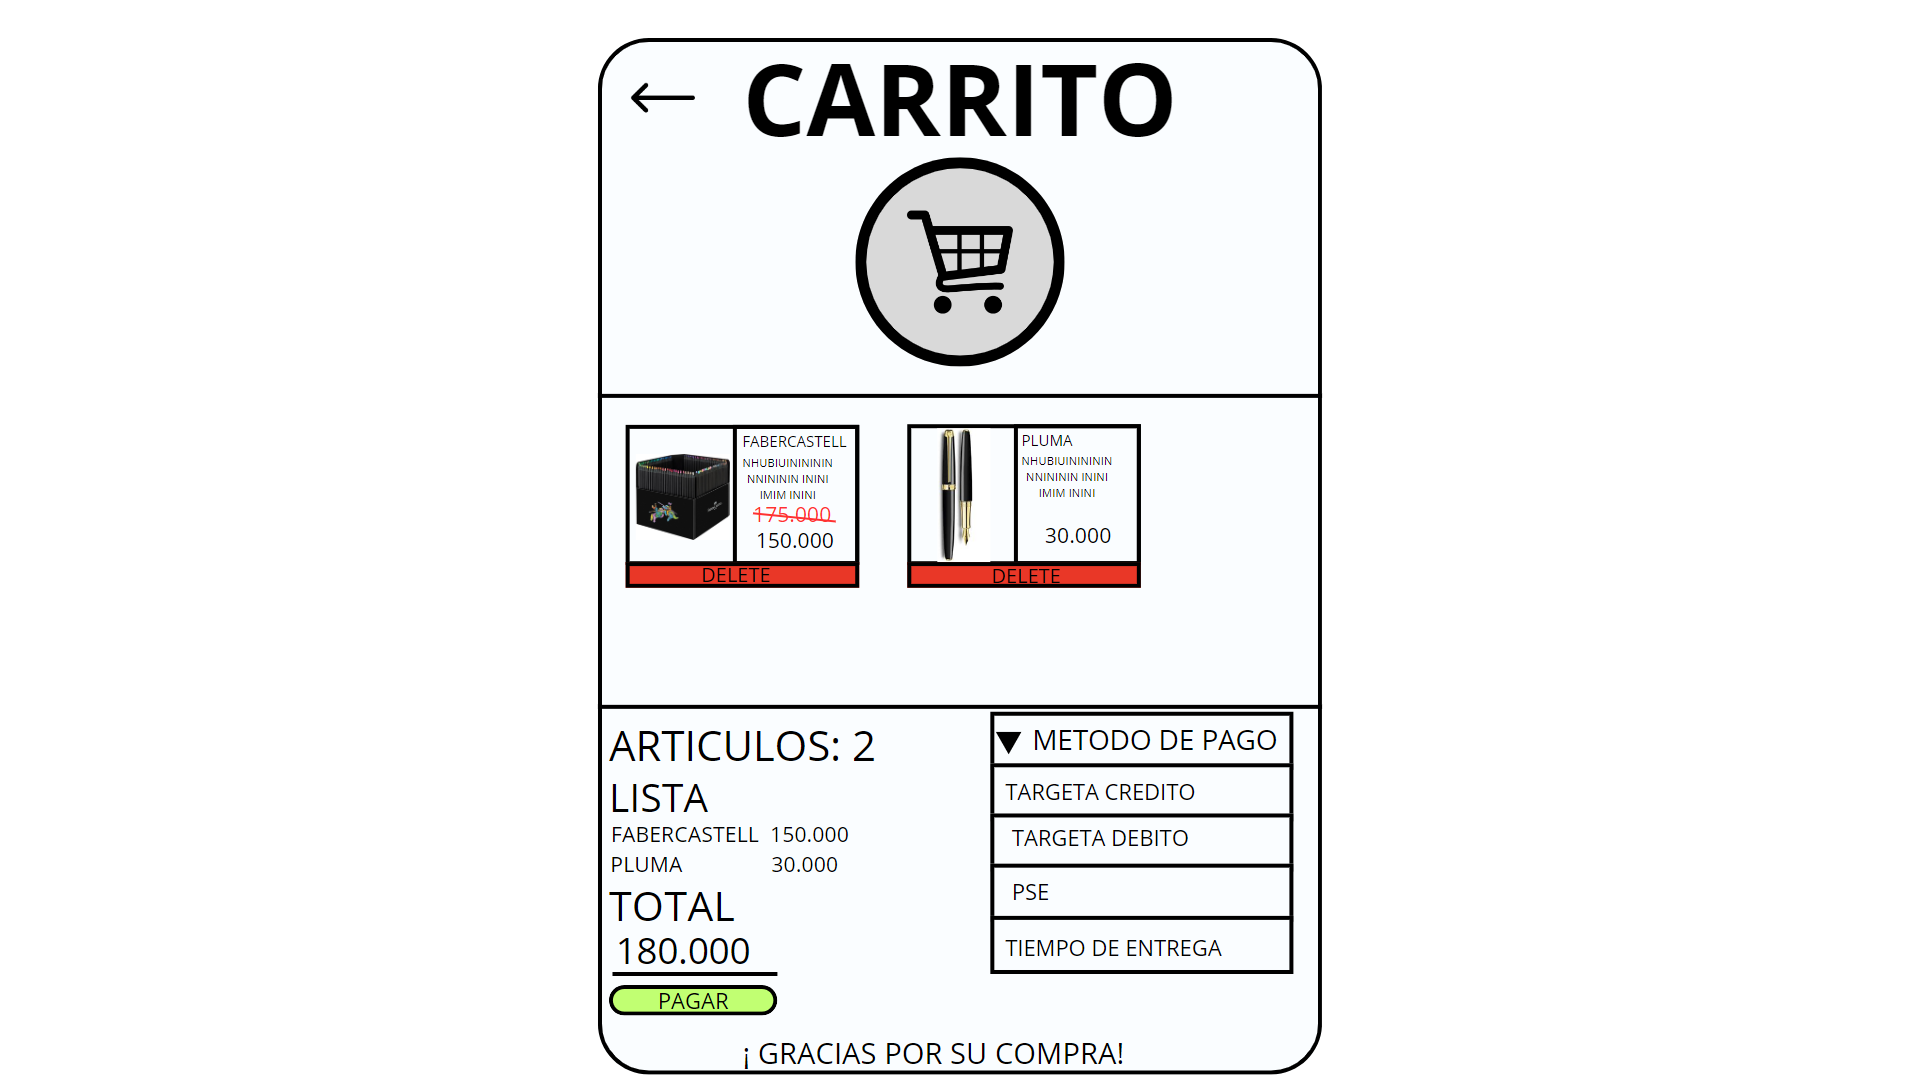 CARRITO
FABERCASTELL
NHUBIUINININ
NNININ ININI
IMIM ININI
175.000
150.000
DELETE
PLUMA
NHUBIUINININ
NNININ ININI
IMIM ININI
30.000
DELETE
ARTICULOS: 2
LISTA
FABERCASTELL 150.000
PLUMA 30.000
TOTAL
180.000
PAGAR
METODO DE PAGO
TARGETA CREDITO
TARGETA DEBITO
PSE
TIEMPO DE ENTREGA
¡ GRACIAS POR SU COMPRA!